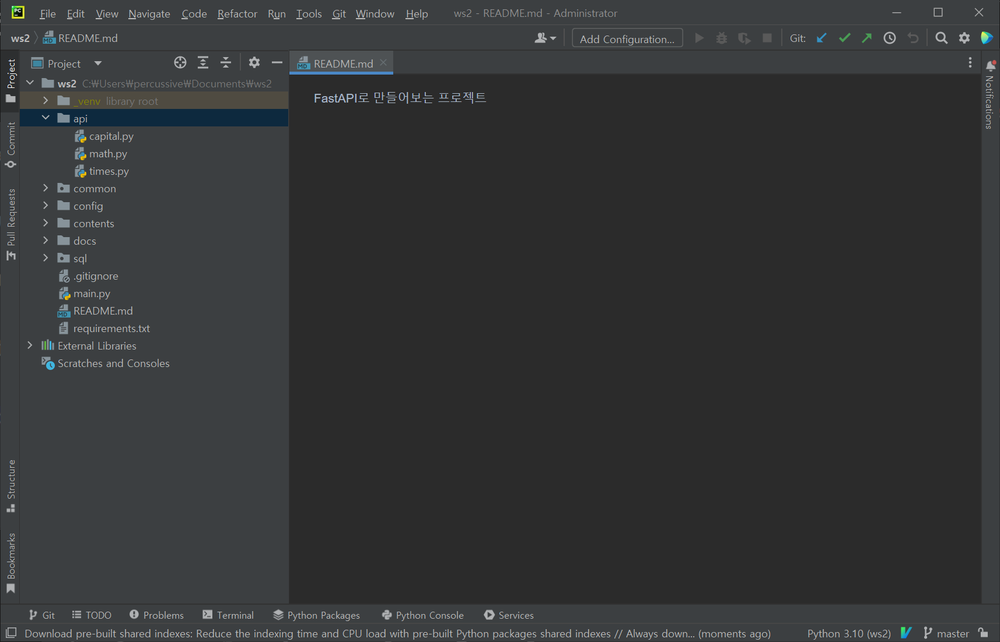 PC
File Edit View Navigate Code Refactor Run Tools Git Window Help ws2 - README.md - Administrator
ws2 README.md Add Configuration... Git:
Project
README.md
ws2 C:₩Users₩percussive₩Documents₩ws2
_venv library root
api
capital.py
math.py
times.py
common
config
contents
docs
sql
.gitignore
main.py
README.md
requirements.txt
External Libraries
Scratches and Consoles
FastAPI로 만들어보는 프로젝트
Project
Commit
Pull Requests
Structure
Bookmarks
Notifications
Git TODO Problems Terminal Python Packages Python Console Services
Download pre-built shared indexes: Reduce the indexing time and CPU load with pre-built Python packages shared indexes // Always down... (moments ago) Python 3.10 (ws2) master